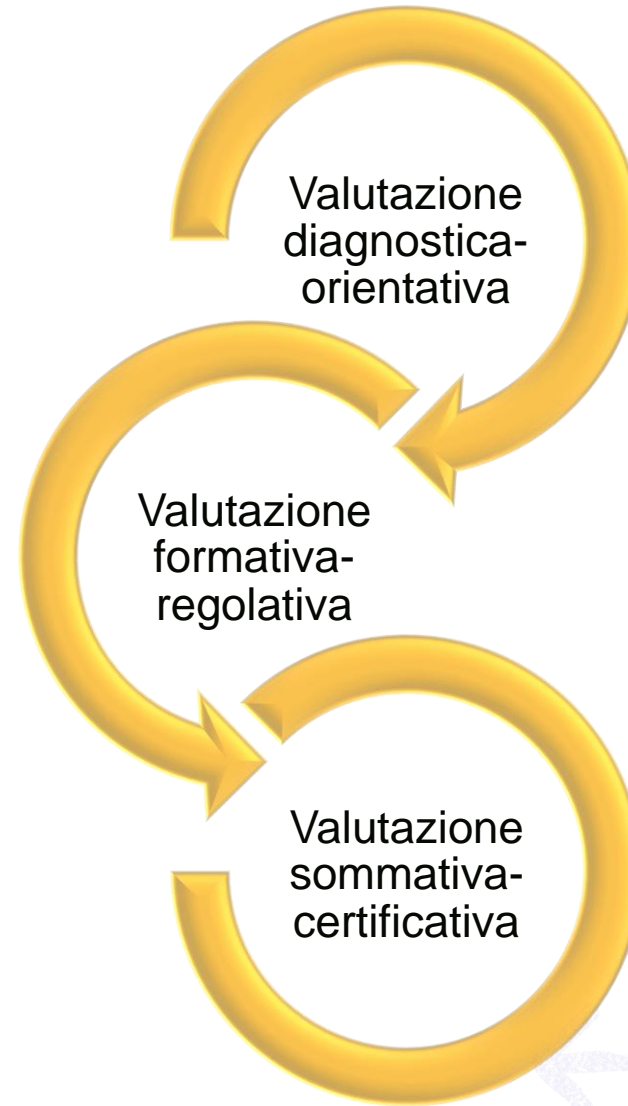 Valutazione
diagnostica-
orientativa
Valutazione
formativa-
regolativa
Valutazione
sommativa-
certificativa